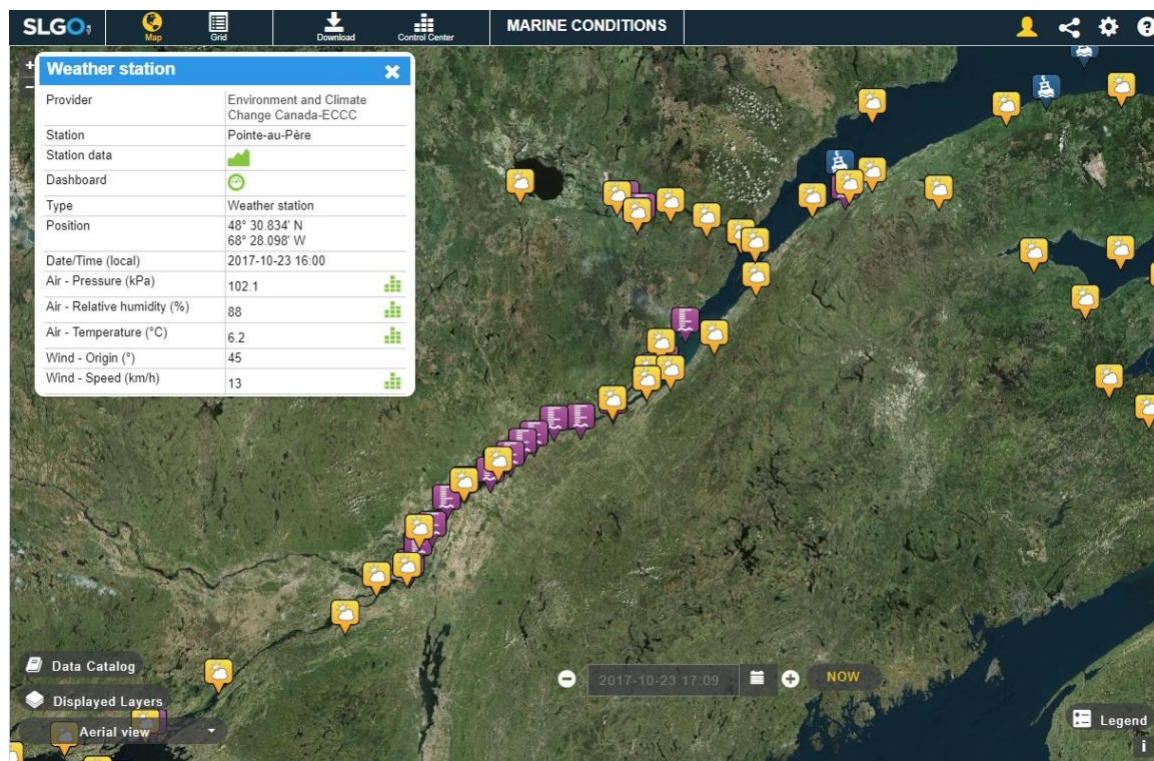 SLGO
Map
Grid
Download
Control Center
MARINE CONDITIONS
?
+
Weather station
Provider
Environment and Climate
Change Canada-ECCC
Station
Pointe-au-Père
Station data
Dashboard
Type
Weather station
Position
48° 30.834' N
68° 28.098' W
Date/Time (local)
2017-10-23 16:00
Air - Pressure (kPa)
102.1
Air - Relative humidity (%)
88
Air - Temperature (°C)
6.2
Wind - Origin (°)
45
Wind - Speed (km/h)
13
Data Catalog
Displayed Layers
Aerial view
2017-10-23 17:09
NOW
Legend
i